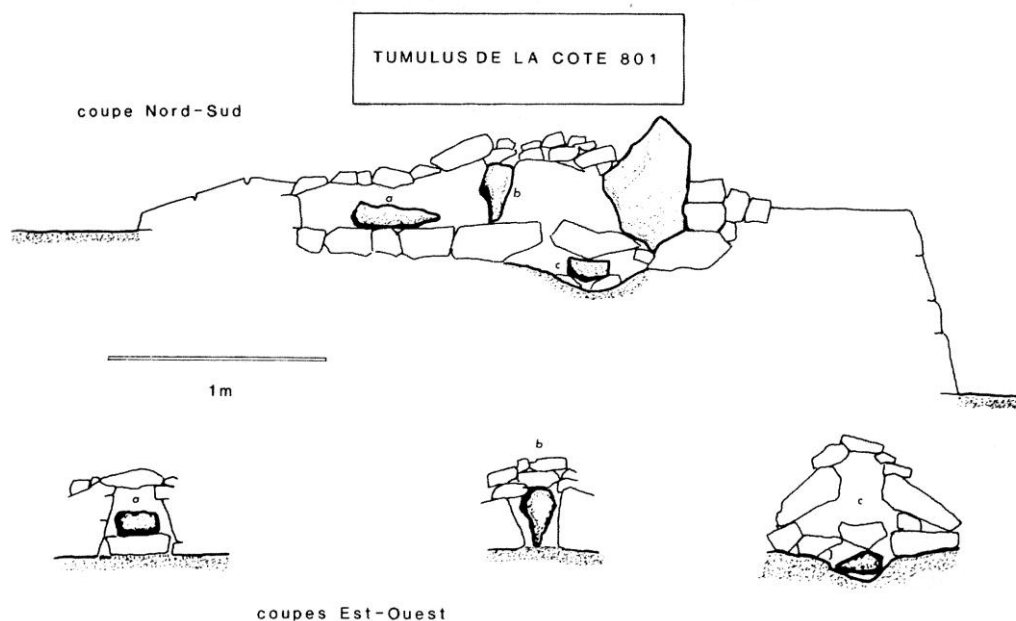 TUMULUS DE LA COTE 801
coupe Nord-Sud
a
b
c
1m
a
b
c
coupes Est-Ouest